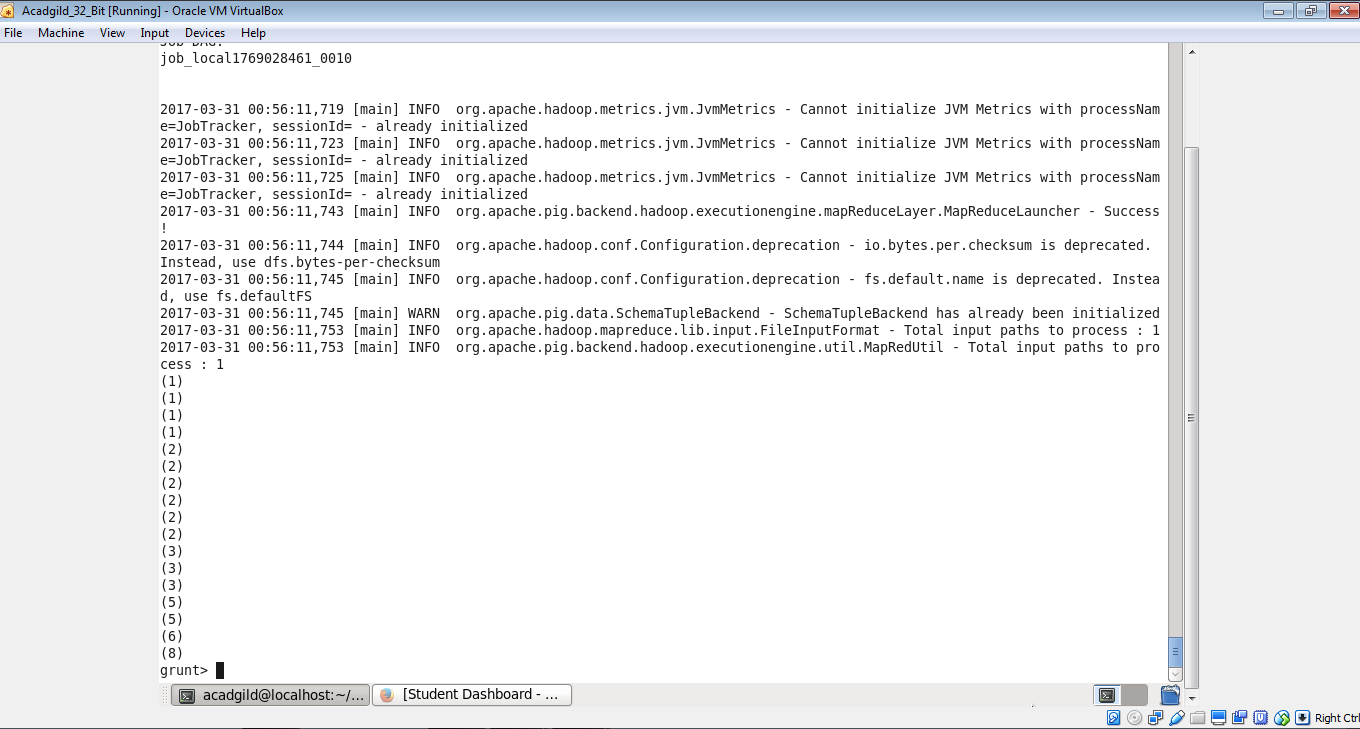 Acadgild_32_Bit [Running] - Oracle VM VirtualBox
File Machine View Input Devices Help
Job DAG:
job_local1769028461_0010
2017-03-31 00:56:11,719 [main] INFO  org.apache.hadoop.metrics.jvm.JvmMetrics - Cannot initialize JVM Metrics with processNam
e=JobTracker, sessionId= - already initialized
2017-03-31 00:56:11,723 [main] INFO  org.apache.hadoop.metrics.jvm.JvmMetrics - Cannot initialize JVM Metrics with processNam
e=JobTracker, sessionId= - already initialized
2017-03-31 00:56:11,725 [main] INFO  org.apache.hadoop.metrics.jvm.JvmMetrics - Cannot initialize JVM Metrics with processNam
e=JobTracker, sessionId= - already initialized
2017-03-31 00:56:11,743 [main] INFO  org.apache.pig.backend.hadoop.executionengine.mapReduceLayer.MapReduceLauncher - Success
!
2017-03-31 00:56:11,744 [main] INFO  org.apache.hadoop.conf.Configuration.deprecation - io.bytes.per.checksum is deprecated.
Instead, use dfs.bytes-per-checksum
2017-03-31 00:56:11,745 [main] INFO  org.apache.hadoop.conf.Configuration.deprecation - fs.default.name is deprecated. Instea
d, use fs.defaultFS
2017-03-31 00:56:11,745 [main] WARN  org.apache.pig.data.SchemaTupleBackend - SchemaTupleBackend has already been initialized
2017-03-31 00:56:11,753 [main] INFO  org.apache.hadoop.mapreduce.lib.input.FileInputFormat - Total input paths to process : 1
2017-03-31 00:56:11,753 [main] INFO  org.apache.pig.backend.hadoop.executionengine.util.MapRedUtil - Total input paths to pro
cess : 1
(1)
(1)
(1)
(1)
(2)
(2)
(2)
(2)
(2)
(2)
(3)
(3)
(3)
(5)
(5)
(6)
(8)
grunt>
acadgild@localhost:~/... [Student Dashboard - ...
Right Ctrl